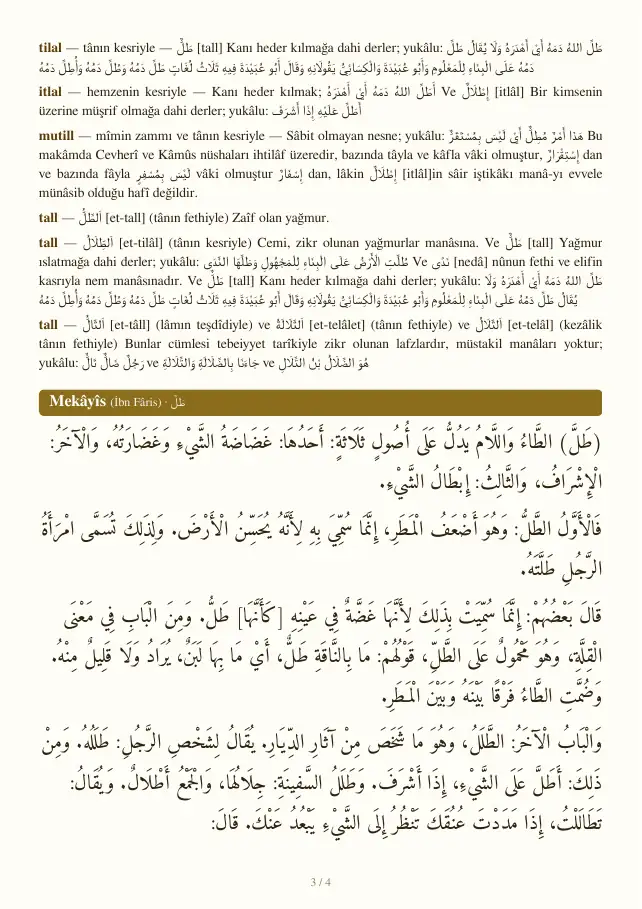 tilal — tânın kesriyle — طَلٌّ [tall] Kanı heder kılmağa dahi derler; yukâlu: طَلَّ اللهُ دَمَهُ أَيْ أَهْدَرَهُ وَلَا يُقَالُ طَلَّ
دَمُهُ عَلَى الْبِنَاءِ لِلْمَعْلُومِ وَأَبُو عُبَيْدَةَ وَالْكِسَائِيُّ يَقُولَانِهِ وَقَالَ أَبُو عُبَيْدَةَ فِيهِ ثَلَاثُ لُغَاتٍ طَلَّ دَمُهُ وَطُلَّ دَمُهُ وَأُطِلَّ دَمُهُ
itlal — hemzenin kesriyle — Kanı heder kılmak; أَطَلَّ اللهُ دَمَهُ أَيْ أَهْدَرَهُ Ve إِطْلَالٌ [itlâl] Bir kimsenin
üzerine müşrif olmağa dahi derler; yukâlu: أَطَلَّ عَلَيْهِ إِذَا أَشْرَفَ
mutill — mîmin zammı ve tânın kesriyle — Sâbit olmayan nesne; yukâlu: هَذَا أَمْرٌ مُطِلٌّ أَيْ لَيْسَ بِمُسْتَقِرٍّ Bu
makâmda Cevherî ve Kâmûs nüshaları ihtilâf üzeredir, bazında tâyla ve kâfla vâki olmuştur, إِسْتِقْرَارٌ dan
ve bazında fâyla لَيْسَ بِمُسْفِرٍ vâki olmuştur إِسْفَارٌ dan, lâkin إِطْلَالٌ [itlâl]in sâir iştikâkı manâ-yı evvele
münâsib olduğu hafî değildir.
tall — اَلطَّلُّ [et-tall] (tânın fethiyle) Zaîf olan yağmur.
tall — اَلطِّلَالُ [et-tilâl] (tânın kesriyle) Cemi, zikr olunan yağmurlar manâsına. Ve طَلٌّ [tall] Yağmur
ıslatmağa dahi derler; yukâlu: طُلَّتِ الْأَرْضُ عَلَى الْبِنَاءِ لِلْمَجْهُولِ وَطَلَّهَا النَّدَى Ve نَدًى [nedâ] nûnun fethi ve elifin
kasrıyla nem manâsınadır. Ve طَلٌّ [tall] Kanı heder kılmağa dahi derler; yukâlu: طَلَّ اللهُ دَمَهُ أَيْ أَهْدَرَهُ وَلَا
يُقَالُ طَلَّ دَمُهُ عَلَى الْبِنَاءِ لِلْمَعْلُومِ وَأَبُو عُبَيْدَةَ وَالْكِسَائِيُّ يَقُولَانِهِ وَقَالَ أَبُو عُبَيْدَةَ فِيهِ ثَلَاثُ لُغَاتٍ طَلَّ دَمُهُ وَطُلَّ دَمُهُ وَأُطِلَّ دَمُهُ
tall — اَلتَّالُّ [et-tâll] (lâmın teşdîdiyle) ve اَلتَّلَالَةُ [et-telâlet] (tânın fethiyle) ve اَلتَّلَالُ [et-telâl] (kezâlik
tânın fethiyle) Bunlar cümlesi tebeiyyet tarîkiyle zikr olunan lafzlardır, müstakil manâları yoktur;
yukâlu: رَجُلٌ ضَالٌّ تَالٌّ ve جَاءَنَا بِالضَّلَالَةِ وَالتَّلَالَةِ ve هُوَ الضَّلَالُ بْنُ التَّلَالِ
Mekâyîs (İbn Fâris) · طَلَّ
(طَلَّ) الطَّاءُ وَاللَّامُ يَدُلُّ عَلَى أُصُولٍ ثَلَاثَةٍ: أَحَدُهَا: غَضَاضَةُ الشَّيْءِ وَغَضَارَتُهُ، وَالْآخَرُ:
الْإِشْرَافُ، وَالثَّالِثُ: إِبْطَالُ الشَّيْءِ.
فَالْأَوَّلُ الطَّلُّ: وَهُوَ أَضْعَفُ الْمَطَرِ، إِنَّمَا سُمِّيَ بِهِ لِأَنَّهُ يُحَسِّنُ الْأَرْضَ. وَلِذَلِكَ تُسَمَّى امْرَأَةُ
الرَّجُلِ طَلَّتَهُ.
قَالَ بَعْضُهُمْ: إِنَّمَا سُمِّيَتْ بِذَلِكَ لِأَنَّهَا غَضَّةٌ فِي عَيْنِهِ [كَأَنَّهَا] طَلٌّ. وَمِنَ الْبَابِ فِي مَعْنَى
الْقِلَّةِ، وَهُوَ مَحْمُولٌ عَلَى الطَّلِّ، قَوْلُهُمْ: مَا بِالنَّاقَةِ طَلٌّ، أَيْ مَا بِهَا لَبَنٌ، يُرَادُ وَلَا قَلِيلٌ مِنْهُ.
وَضُمَّتِ الطَّاءُ فَرْقًا بَيْنَهُ وَبَيْنَ الْمَطَرِ.
وَالْبَابُ الْآخَرُ: الطَّلَلُ، وَهُوَ مَا شَخَصَ مِنْ آثَارِ الدِّيَارِ. يُقَالُ لِشَخْصِ الرَّجُلِ: طَلَلُهُ. وَمِنْ
ذَلِكَ: أَطَلَّ عَلَى الشَّيْءِ، إِذَا أَشْرَفَ. وَطَلَلُ السَّفِينَةِ: جِلَالُهَا، وَالْجَمْعُ أَطْلَالٌ. وَيُقَالُ:
تَطَالَلْتُ، إِذَا مَدَدْتَ عُنُقَكَ تَنْظُرُ إِلَى الشَّيْءِ يَبْعُدُ عَنْكَ. قَالَ:
3 / 4